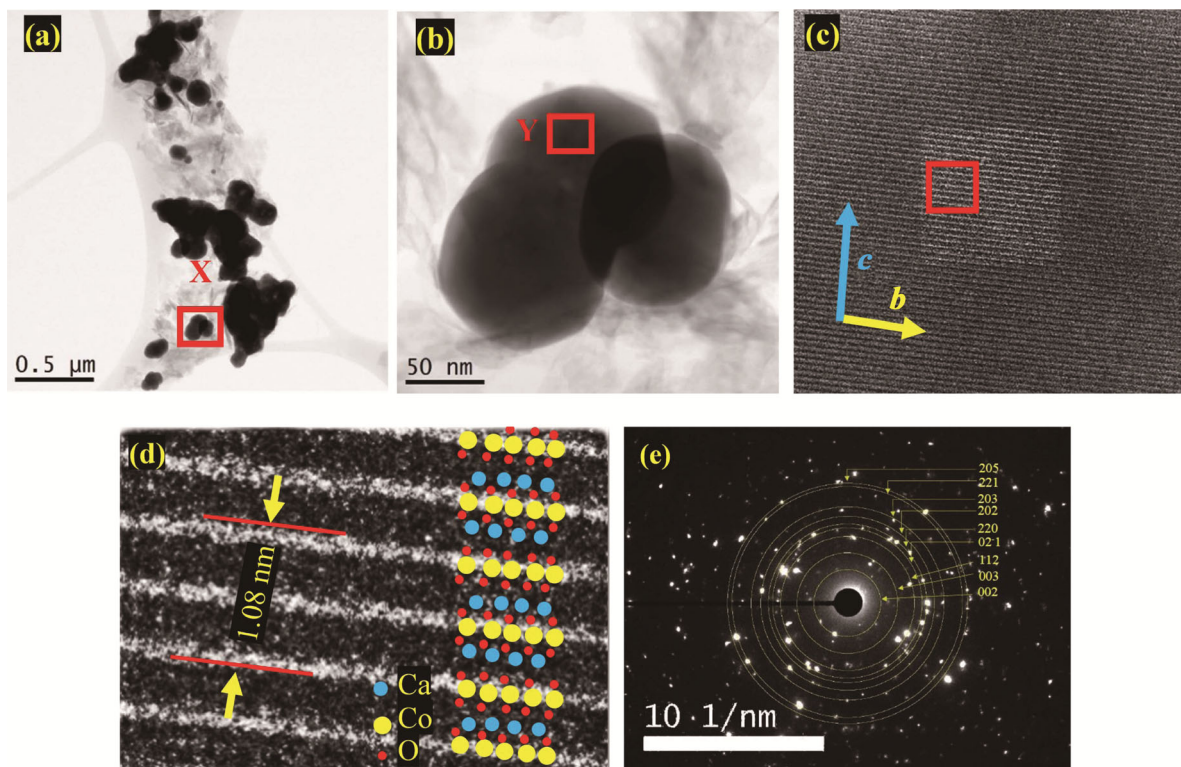 (a)
X
0.5 μm
(b)
Y
50 nm
(c)
c
b
(d)
1.08 nm
Ca
Co
O
(e)
205
221
203
202
220
02-1
112
003
002
10 1/nm